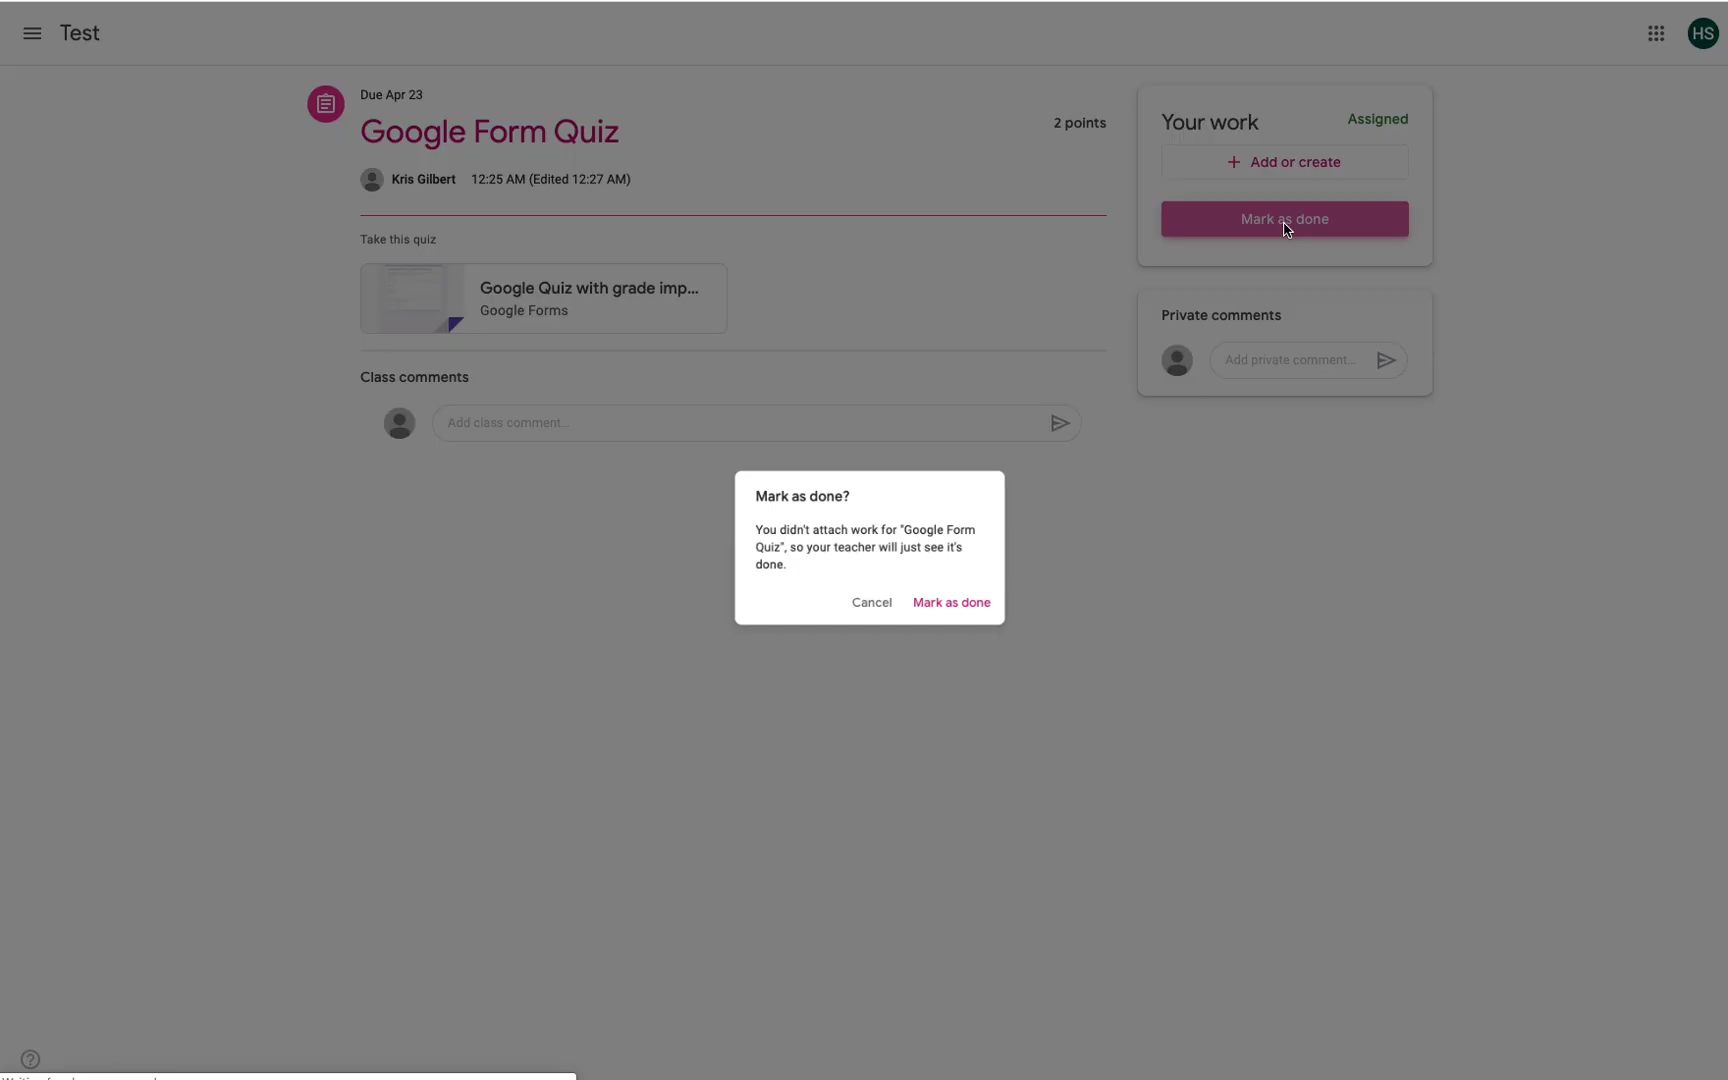 Test
HS
Due Apr 23
Google Form Quiz
2 points
Kris Gilbert 12:25 AM (Edited 12:27 AM)
Take this quiz
Google Quiz with grade imp...
Google Forms
Class comments
Add class comment...
Your work
Assigned
+ Add or create
Mark as done
Private comments
Add private comment...
Mark as done?
You didn't attach work for "Google Form
Quiz", so your teacher will just see it's
done.
Cancel Mark as done